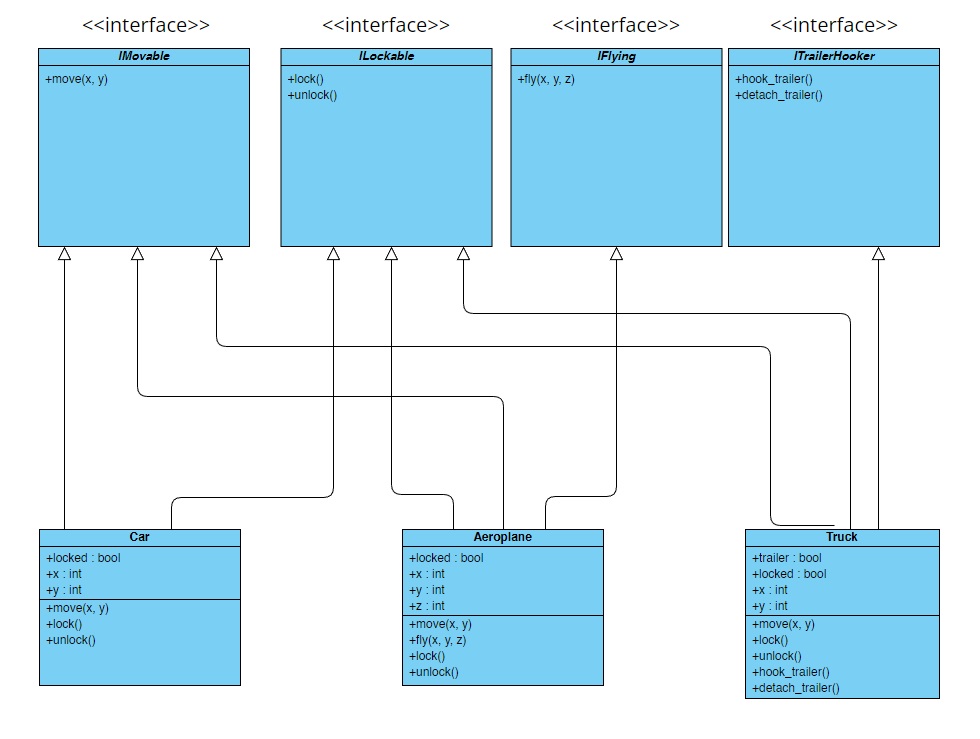 <<interface>>
<<interface>>
<<interface>>
<<interface>>
IMovable
+move(x, y)
ILockable
+lock()
+unlock()
IFlying
+fly(x, y, z)
ITrailerHooker
+hook_trailer()
+detach_trailer()
Car
+locked : bool
+x : int
+y : int
+move(x, y)
+lock()
+unlock()
Aeroplane
+locked : bool
+x : int
+y : int
+z : int
+move(x, y)
+fly(x, y, z)
+lock()
+unlock()
Truck
+trailer : bool
+locked : bool
+x : int
+y : int
+move(x, y)
+lock()
+unlock()
+hook_trailer()
+detach_trailer()